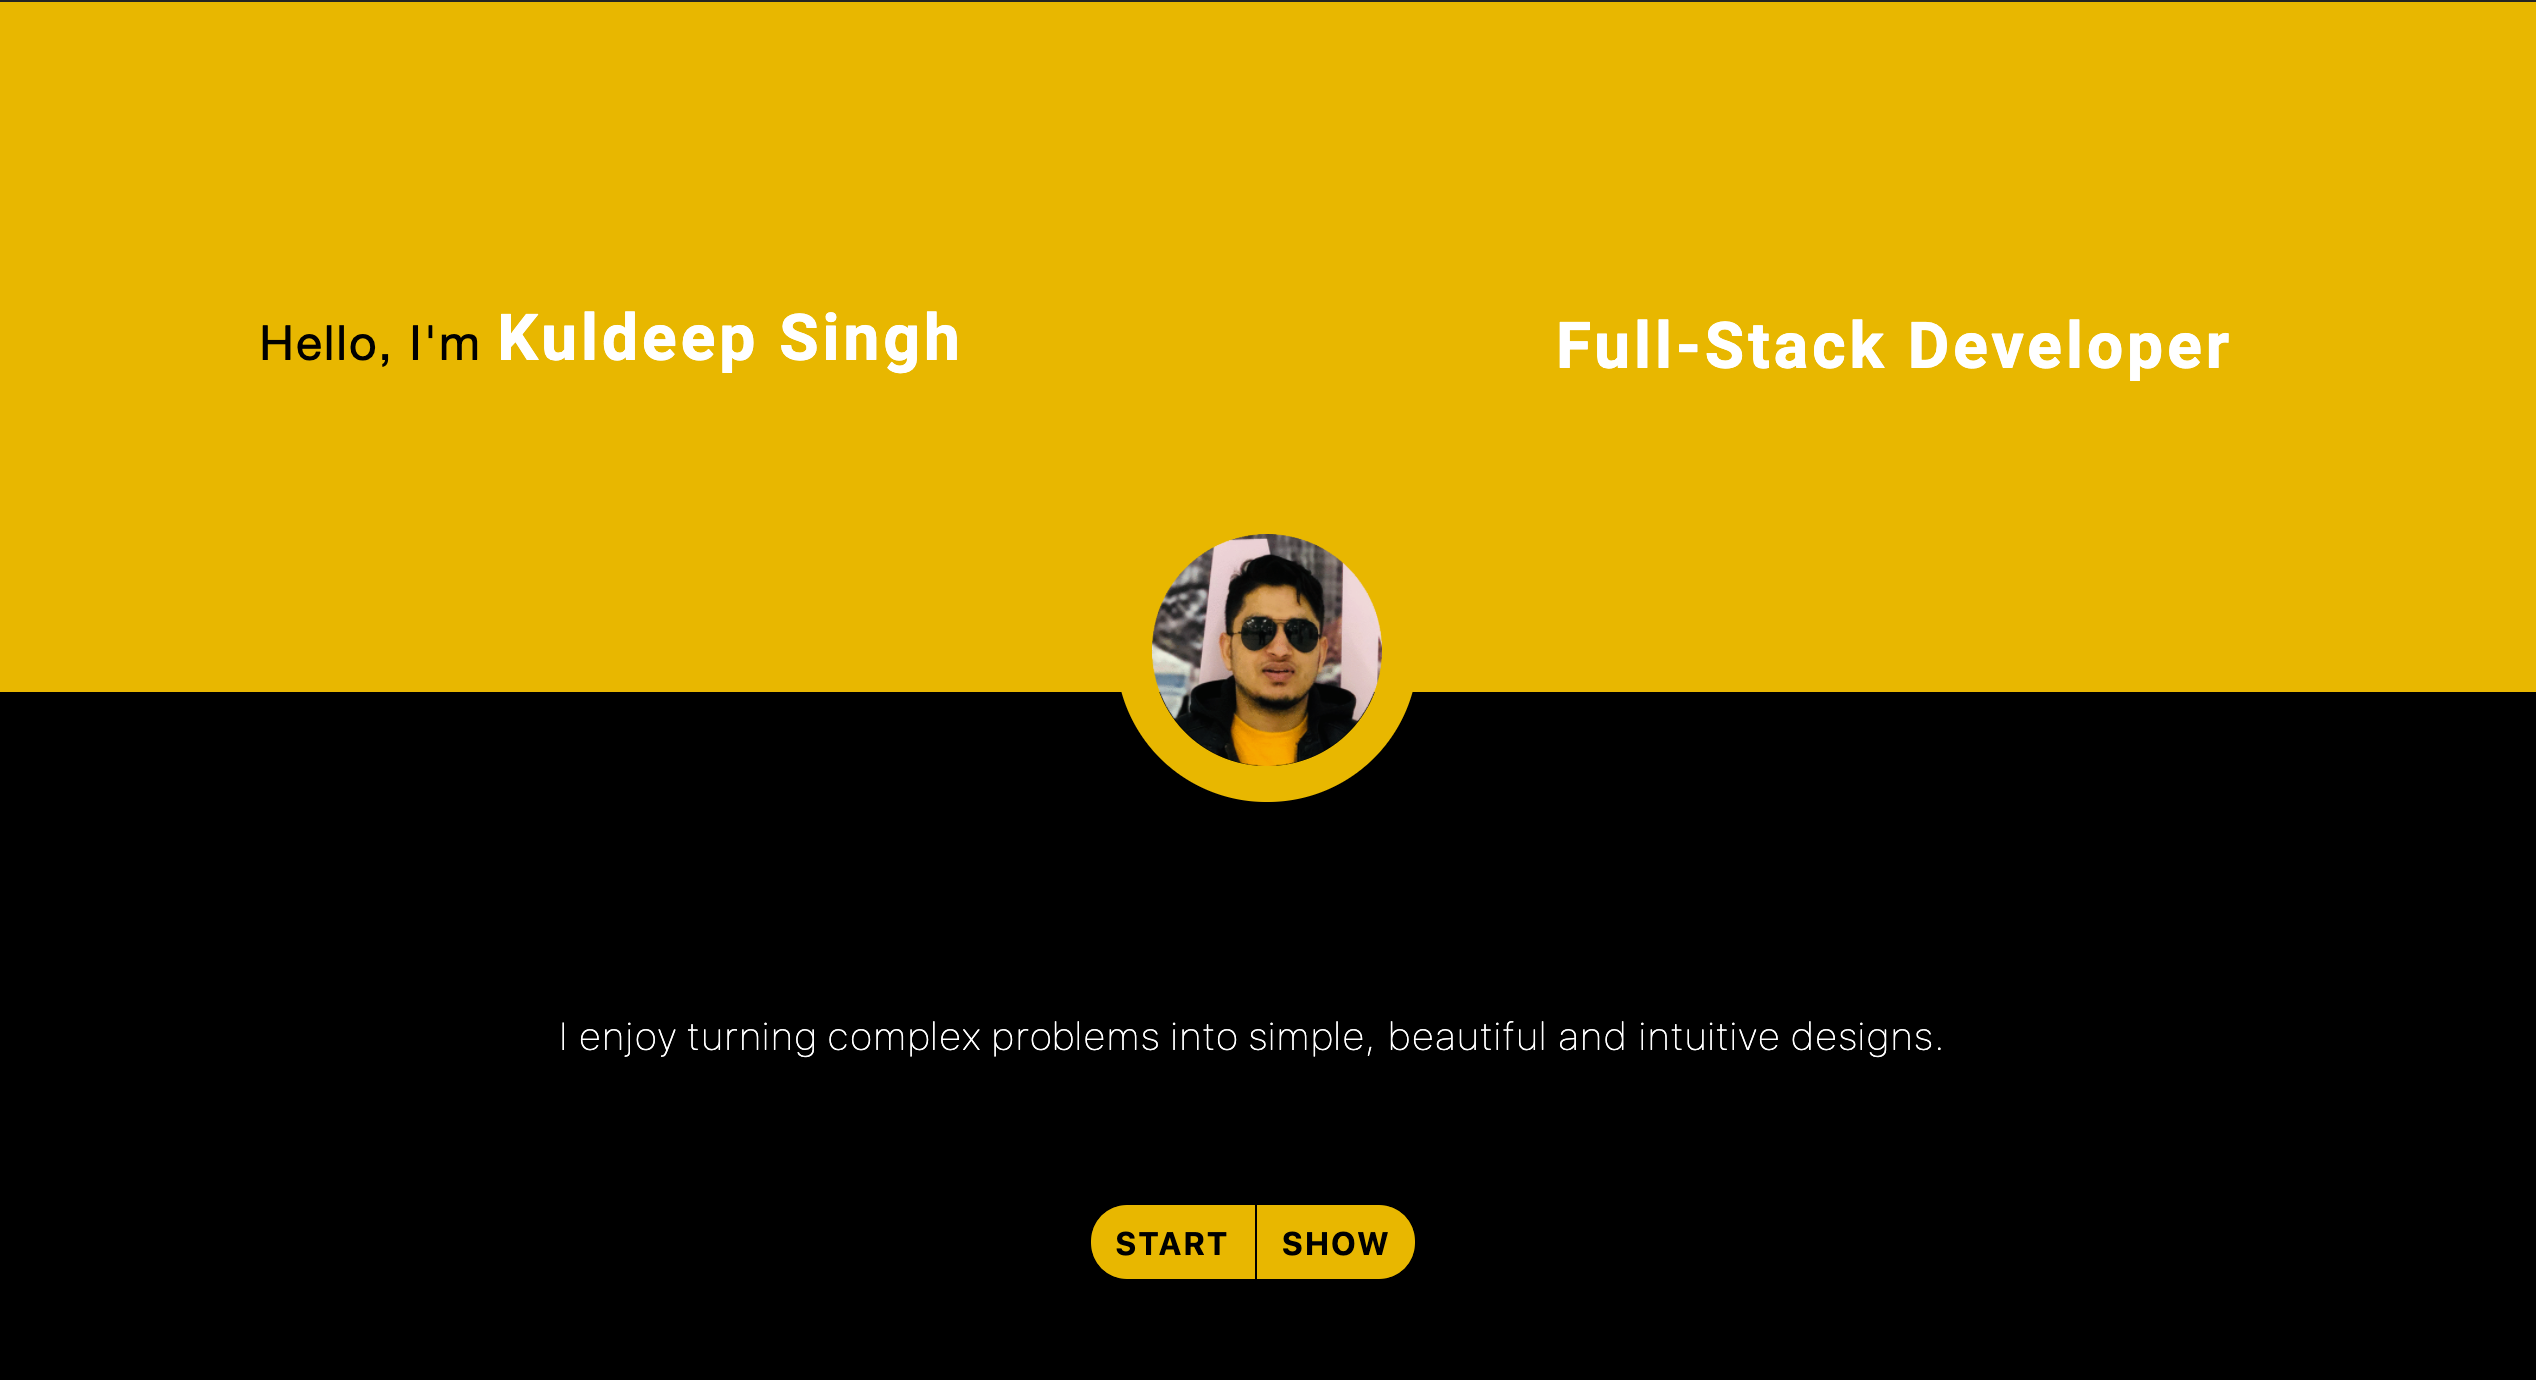 Hello, I'm Kuldeep Singh
Full-Stack Developer
I enjoy turning complex problems into simple, beautiful and intuitive designs.
START
SHOW